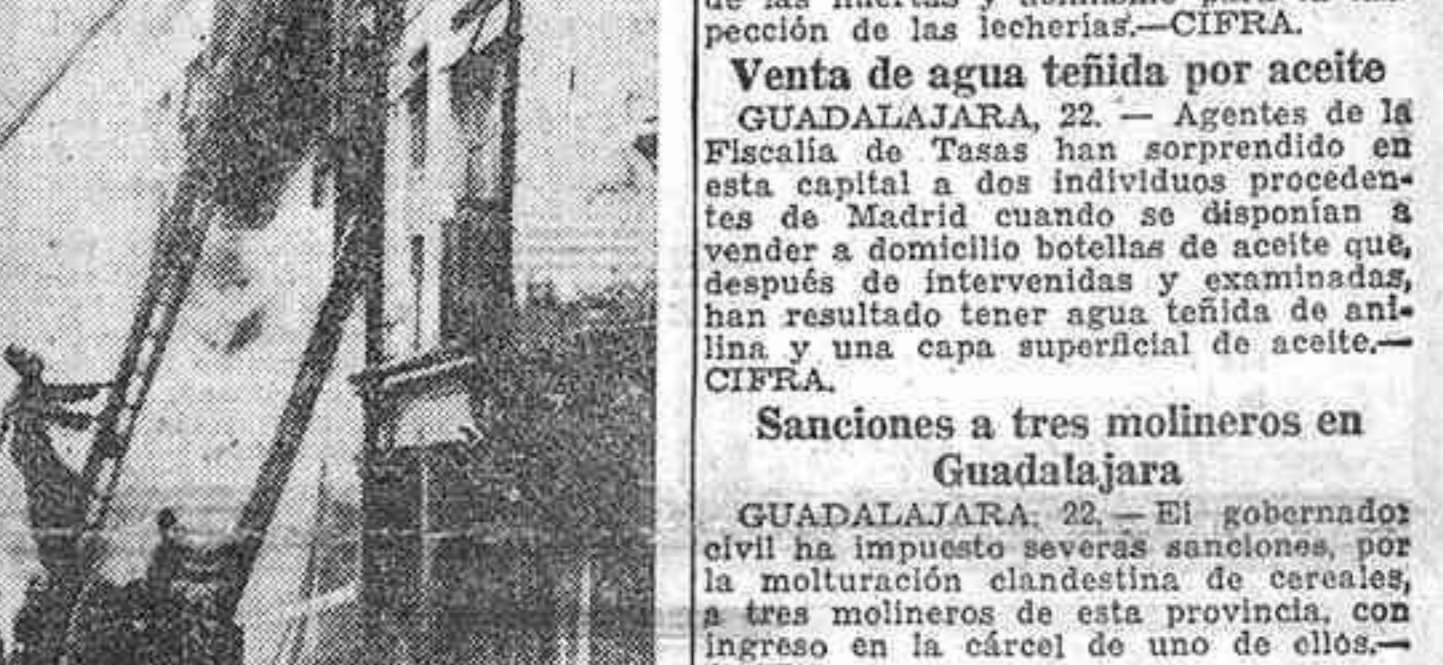 pección de las lecherías.—CIFRA.
Venta de agua teñida por aceite
GUADALAJARA, 22. — Agentes de la
Fiscalía de Tasas han sorprendido en
esta capital a dos individuos proceden-
tes de Madrid cuando se disponían a
vender a domicilio botellas de aceite que,
después de intervenidas y examinadas,
han resultado tener agua teñida de ani-
lina y una capa superficial de aceite.—
CIFRA.
Sanciones a tres molineros en
Guadalajara
GUADALAJARA, 22. — El gobernador
civil ha impuesto severas sanciones, por
la molturación clandestina de cereales,
a tres molineros de esta provincia, con
ingreso en la cárcel de uno de ellos.—